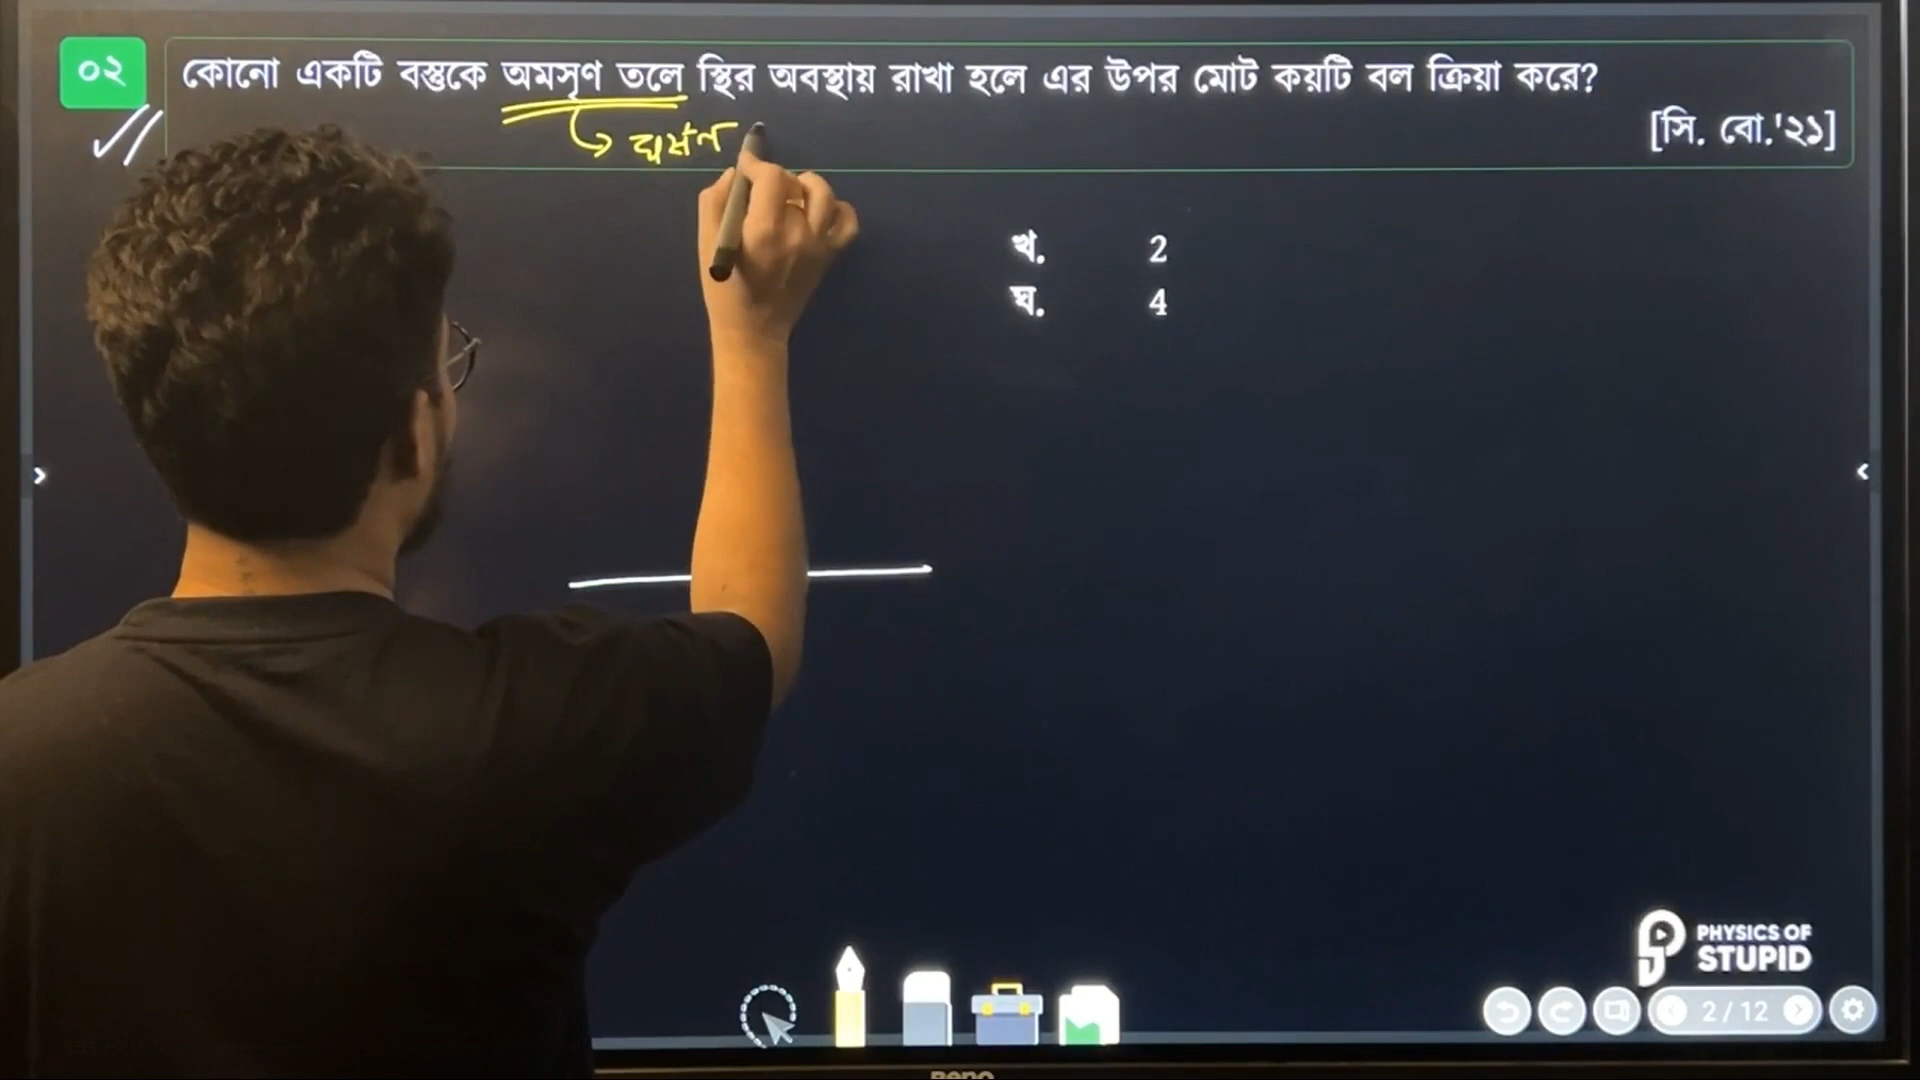 ০২ কোনো একটি বস্তুকে অমসৃণ তলে স্থির অবস্থায় রাখা হলে এর উপর মোট কয়টি বল ক্রিয়া করে?
[সি. বো.'২১]
ঘর্ষণ
খ. 2
ঘ. 4
PHYSICS OF
STUPID
2 / 12
BenQ